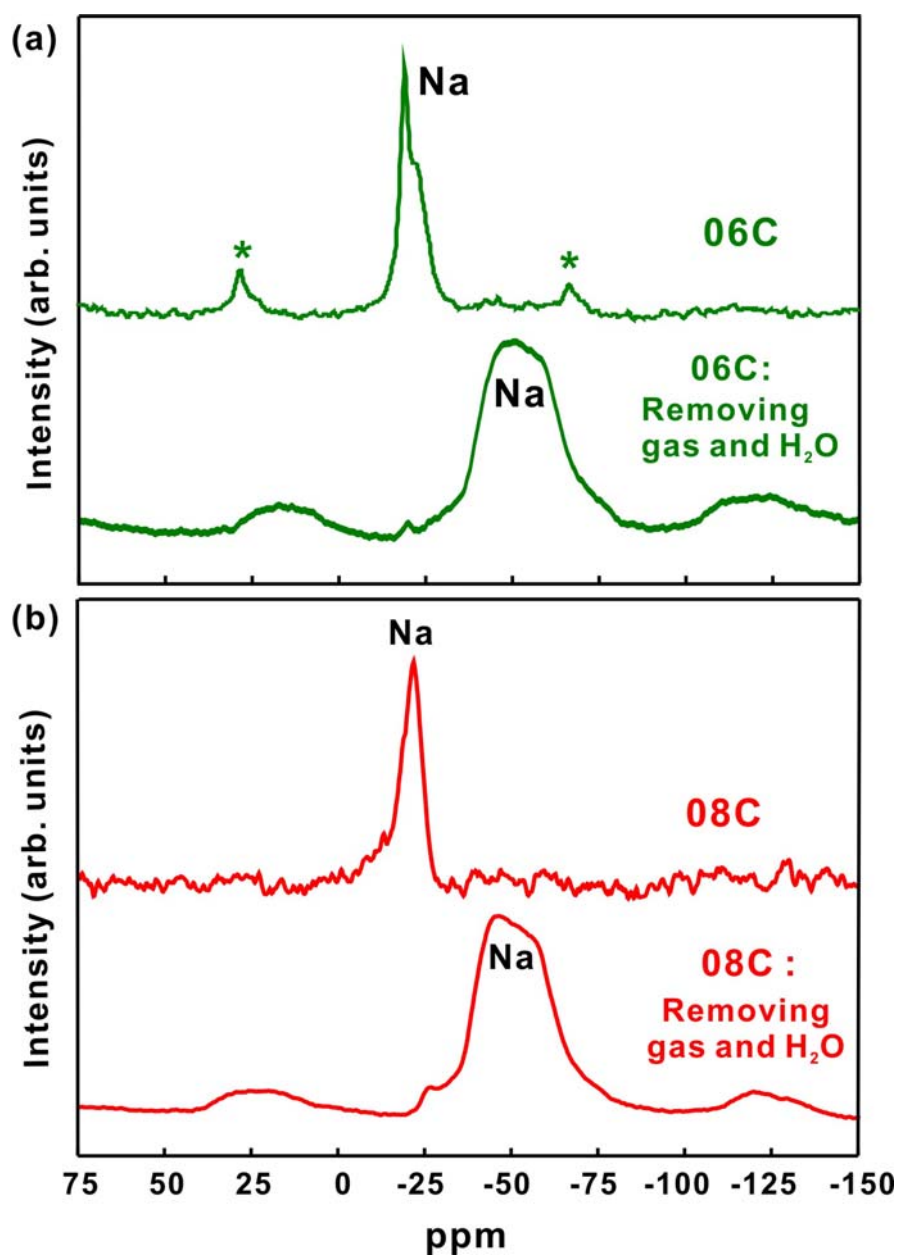 (a)
Intensity (arb. units)
Na
*
*
06C
Na
06C:
Removing
gas and H₂O
(b)
Intensity (arb. units)
Na
08C
Na
08C :
Removing
gas and H₂O
75 25 0 -25 -50 -75 -100 -125 -150
ppm